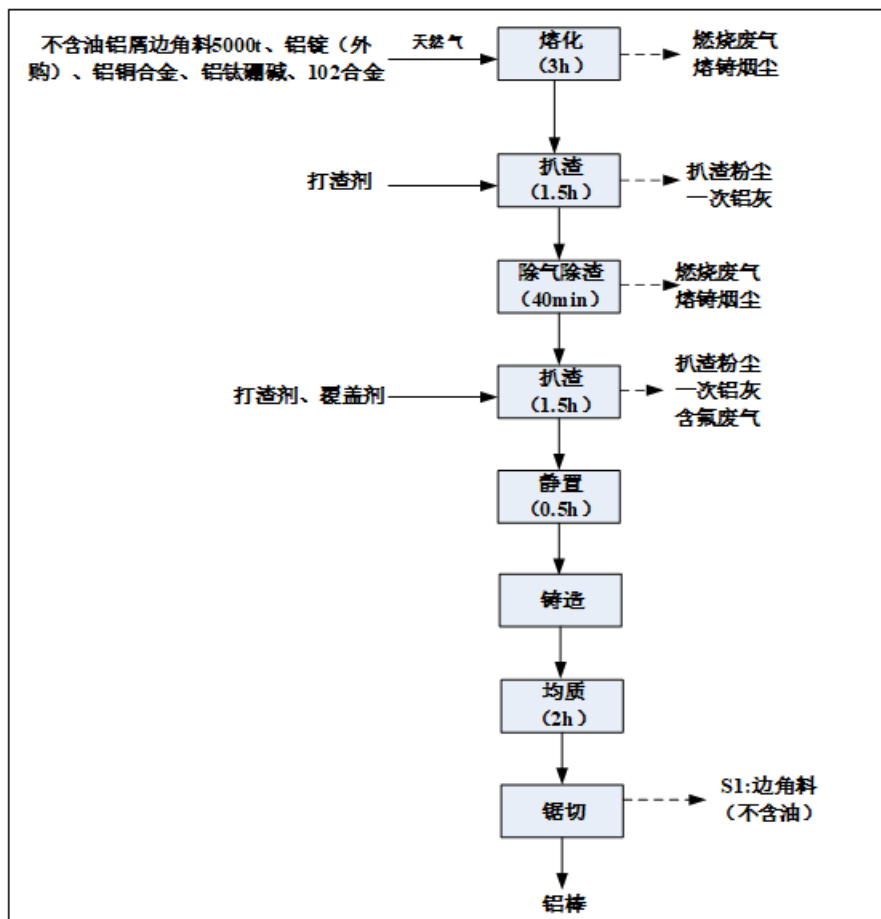 不含油铝屑边角料5000t、铝锭（外
购）、铝铜合金、铝钛硼碱、102合金
天然气
熔化
（3h）
燃烧废气
熔铸烟尘
打渣剂
扒渣
（1.5h）
扒渣粉尘
一次铝灰
除气除渣
（40min）
燃烧废气
熔铸烟尘
打渣剂、覆盖剂
扒渣
（1.5h）
扒渣粉尘
一次铝灰
含氟废气
静置
（0.5h）
铸造
均质
（2h）
锯切
S1:边角料
（不含油）
铝棒